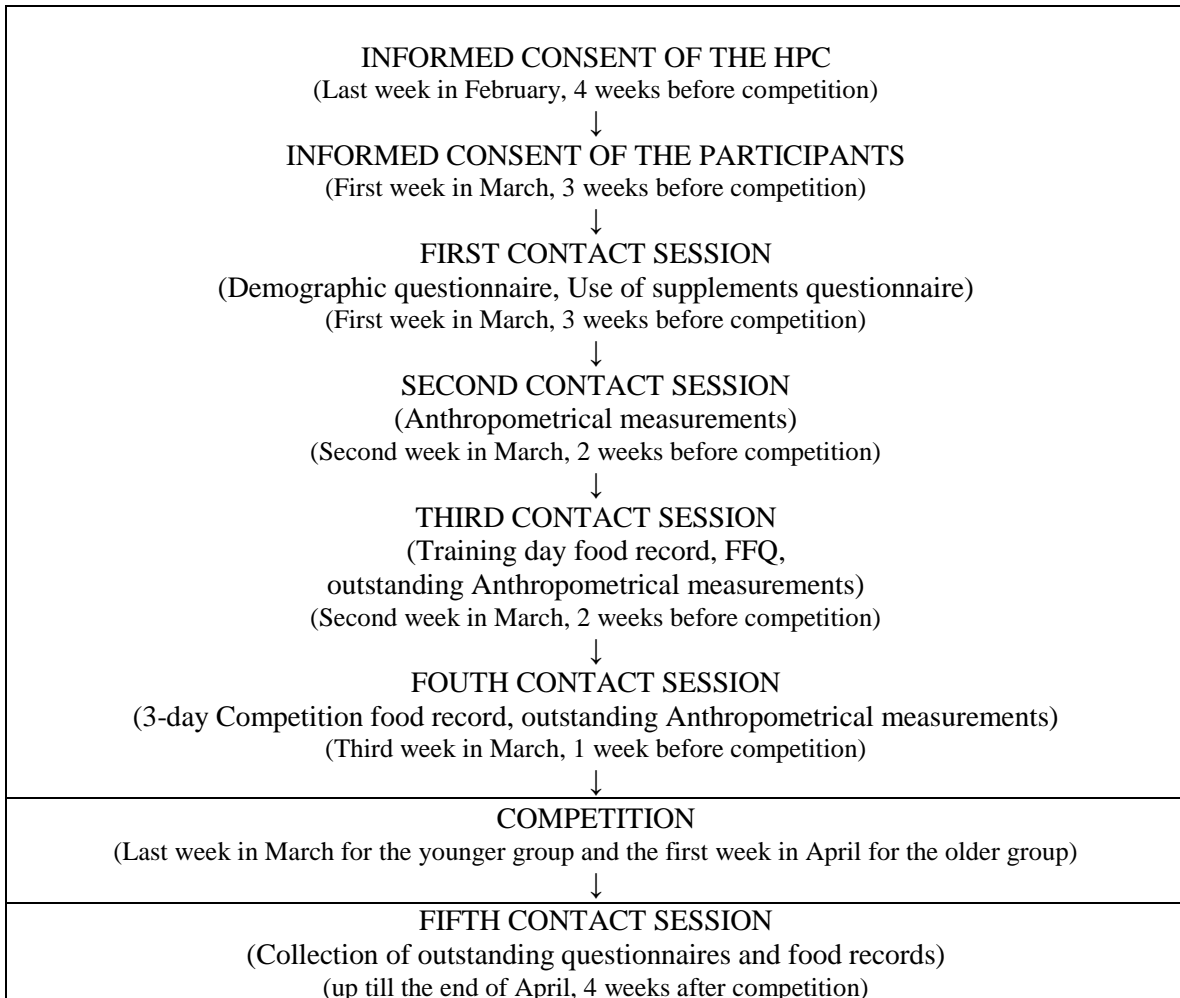 INFORMED CONSENT OF THE HPC
(Last week in February, 4 weeks before competition)
↓
INFORMED CONSENT OF THE PARTICIPANTS
(First week in March, 3 weeks before competition)
↓
FIRST CONTACT SESSION
(Demographic questionnaire, Use of supplements questionnaire)
(First week in March, 3 weeks before competition)
↓
SECOND CONTACT SESSION
(Anthropometrical measurements)
(Second week in March, 2 weeks before competition)
↓
THIRD CONTACT SESSION
(Training day food record, FFQ,
outstanding Anthropometrical measurements)
(Second week in March, 2 weeks before competition)
↓
FOUTH CONTACT SESSION
(3-day Competition food record, outstanding Anthropometrical measurements)
(Third week in March, 1 week before competition)
↓
COMPETITION
(Last week in March for the younger group and the first week in April for the older group)
↓
FIFTH CONTACT SESSION
(Collection of outstanding questionnaires and food records)
(up till the end of April, 4 weeks after competition)